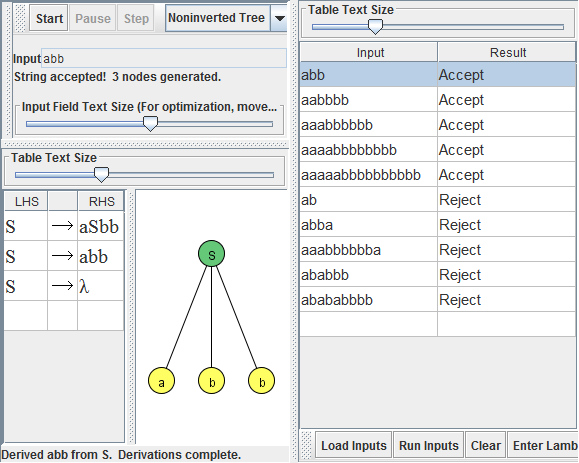 Start Pause Step Noninverted Tree
Input abb
String accepted! 3 nodes generated.
Input Field Text Size (For optimization, move...
Table Text Size
LHS RHS
S → aSbb
S → abb
S → λ
S
a b b
Derived abb from S. Derivations complete.
Table Text Size
Input Result
abb Accept
aabbbb Accept
aaabbbbbb Accept
aaaabbbbbbbb Accept
aaaaabbbbbbbbbb Accept
ab Reject
abba Reject
aaabbbbbba Reject
ababbb Reject
abababbbb Reject
Load Inputs Run Inputs Clear Enter Lamb